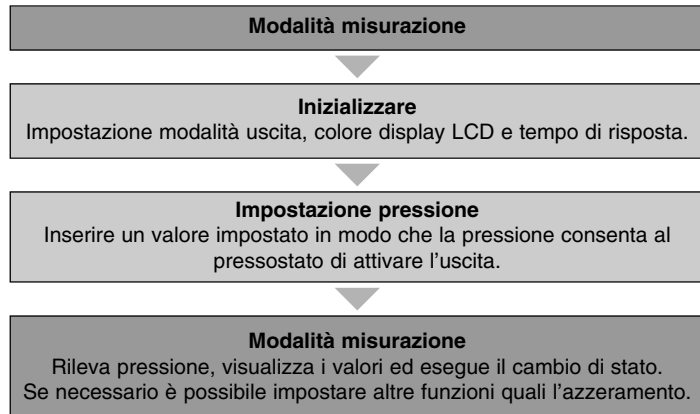 Modalità misurazione
Inizializzare
Impostazione modalità uscita, colore display LCD e tempo di risposta.
Impostazione pressione
Inserire un valore impostato in modo che la pressione consenta al
pressostato di attivare l'uscita.
Modalità misurazione
Rileva pressione, visualizza i valori ed esegue il cambio di stato.
Se necessario è possibile impostare altre funzioni quali l'azzeramento.